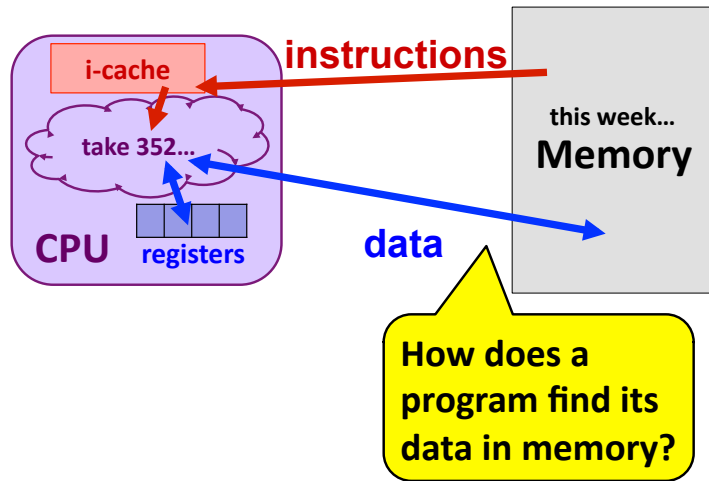 instructions
i-cache
this week…
take 352…
Memory
CPU
registers
data
How does a
program find its
data in memory?